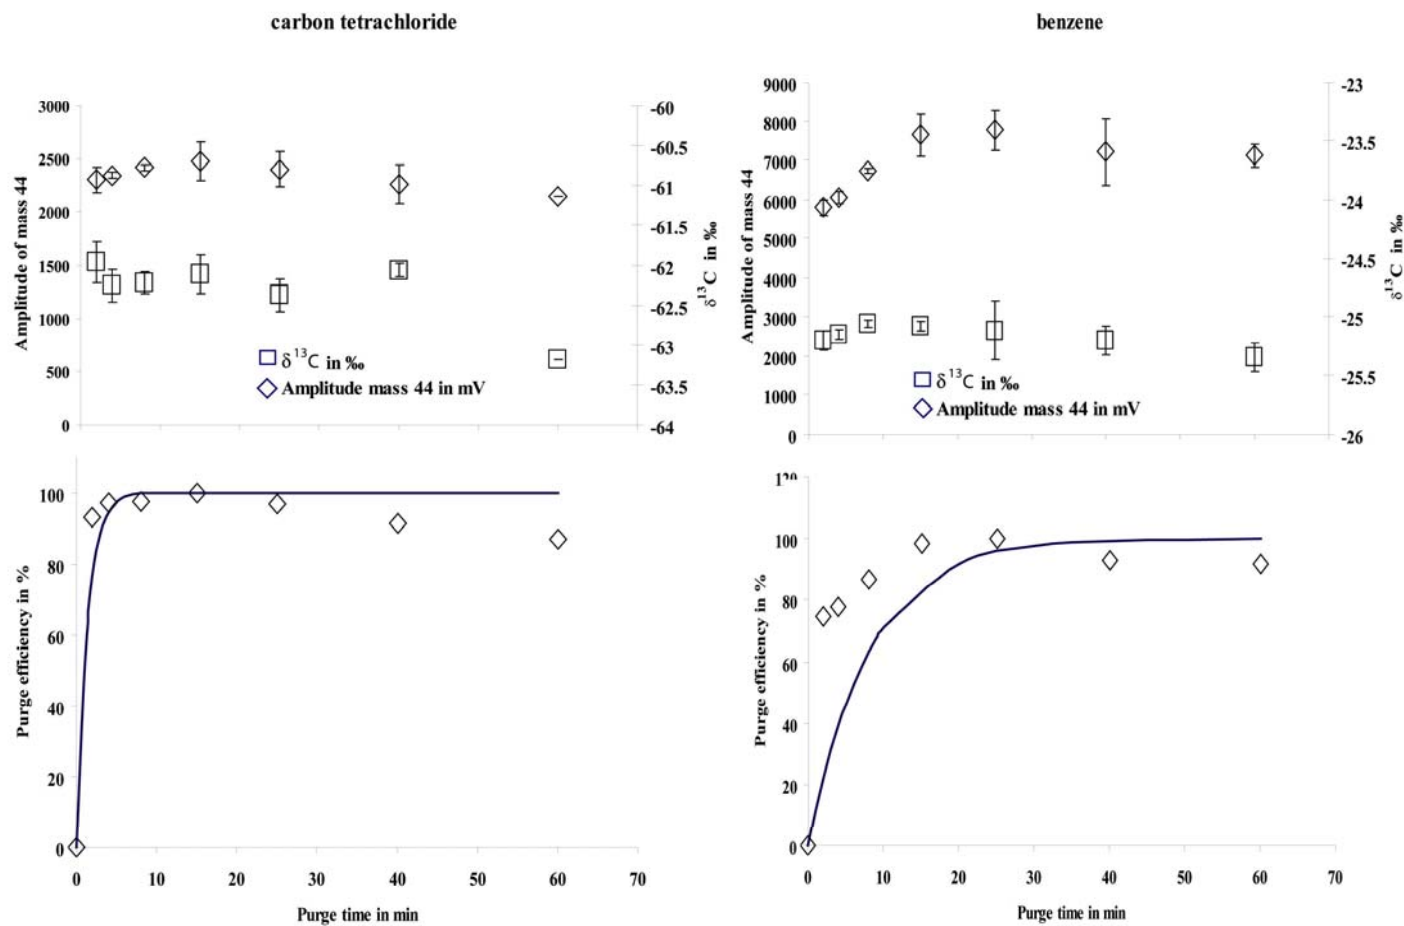 carbon tetrachloride
3000
2500
2000
1500
1000
500
0
Amplitude of mass 44
-60
-60.5
-61
-61.5
-62
-62.5
-63
-63.5
-64
δ13C in ‰
δ13C in ‰
Amplitude mass 44 in mV
100
80
60
40
20
0
Purge efficiency in %
0 10 20 30 40 50 60 70
Purge time in min
benzene
9000
8000
7000
6000
5000
4000
3000
2000
1000
0
Amplitude of mass 44
-23
-23.5
-24
-24.5
-25
-25.5
-26
δ13C in ‰
δ13C in ‰
Amplitude mass 44 in mV
120
100
80
60
40
20
0
Purge efficiency in %
0 10 20 30 40 50 60 70
Purge time in min